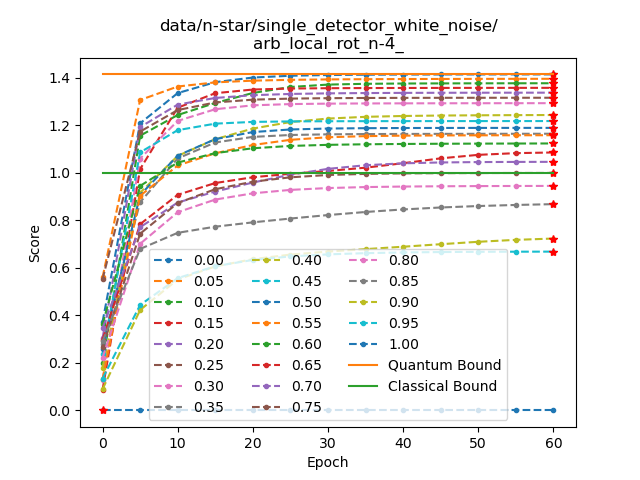 data/n-star/single_detector_white_noise/
arb_local_rot_n-4_
Score
1.4
1.2
1.0
0.8
0.6
0.4
0.2
0.0
0.00 0.40 0.80
0.05 0.45 0.85
0.10 0.50 0.90
0.15 0.55 0.95
0.20 0.60 1.00
0.25 0.65 Quantum Bound
0.30 0.70 Classical Bound
0.35 0.75
0 10 20 30 40 50 60
Epoch